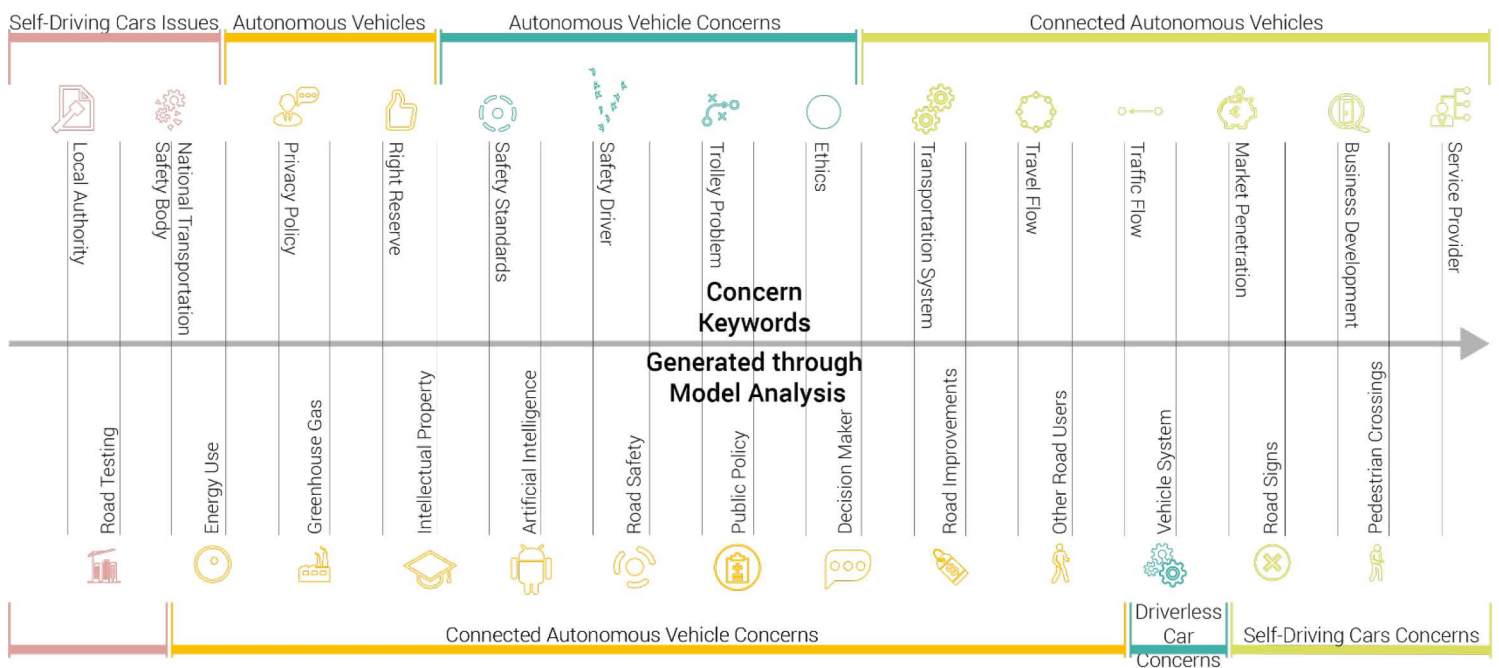 Self-Driving Cars Issues
Autonomous Vehicles
Autonomous Vehicle Concerns
Connected Autonomous Vehicles
Local Authority
National Transportation
Safety Body
Privacy Policy
Right Reserve
Safety Standards
Safety Driver
Trolley Problem
Ethics
Transportation System
Travel Flow
Traffic Flow
Market Penetration
Business Development
Service Provider
Concern
Keywords
Generated through
Model Analysis
Road Testing
Energy Use
Greenhouse Gas
Intellectual Property
Artificial Intelligence
Road Safety
Public Policy
Decision Maker
Road Improvements
Other Road Users
Vehicle System
Road Signs
Pedestrian Crossings
Connected Autonomous Vehicle Concerns
Driverless
Car
Concerns
Self-Driving Cars Concerns